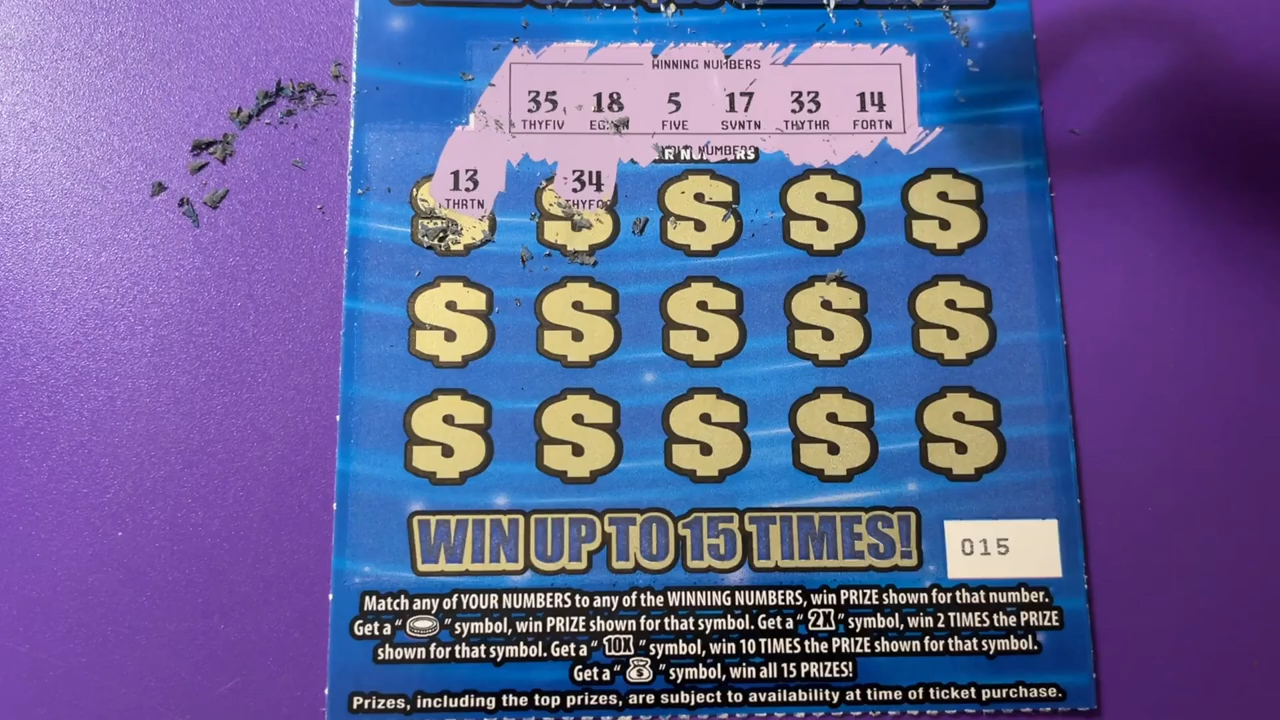 WINNING NUMBERS
35 18 5 17 33 14
THYFIV FIVE SVNTN THYTHR FORTN
NUMBERS
13 34
THRTN
$ $ $ $ $
$ $ $ $ $
$ $ $ $ $
WIN UP TO 15 TIMES!
015
Match any of YOUR NUMBERS to any of the WINNING NUMBERS, win PRIZE shown for that number.
Get a " " symbol, win PRIZE shown for that symbol. Get a " 2X " symbol, win 2 TIMES the PRIZE
shown for that symbol. Get a " 10X " symbol, win 10 TIMES the PRIZE shown for that symbol.
Get a " $ " symbol, win all 15 PRIZES!
Prizes, including the top prizes, are subject to availability at time of ticket purchase.